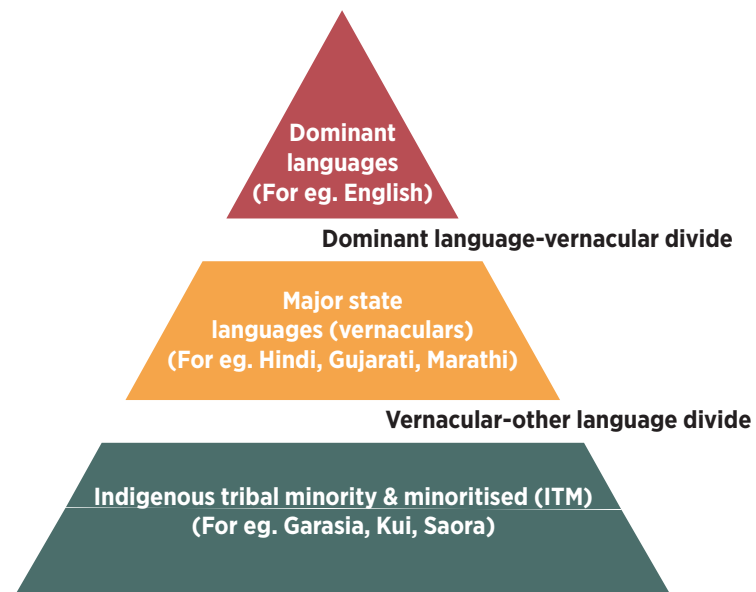 Dominant
languages
(For eg. English)
Dominant language-vernacular divide
Major state
languages (vernaculars)
(For eg. Hindi, Gujarati, Marathi)
Vernacular-other language divide
Indigenous tribal minority & minoritised (ITM)
(For eg. Garasia, Kui, Saora)